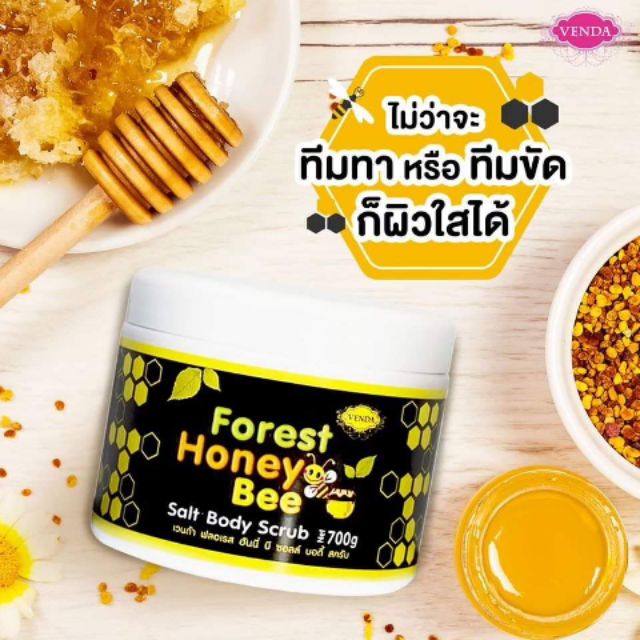 VENDA
ไม่ว่าจะ
ทีมทา หรือ ทีมขัด
ก็ผิวใสได้
VENDA
Forest
Honey
Bee
Salt Body Scrub Net 700g
เวนด้า ฟลอเรส ฮันนี่ บี ซอลล์ บอดี้ สครับ